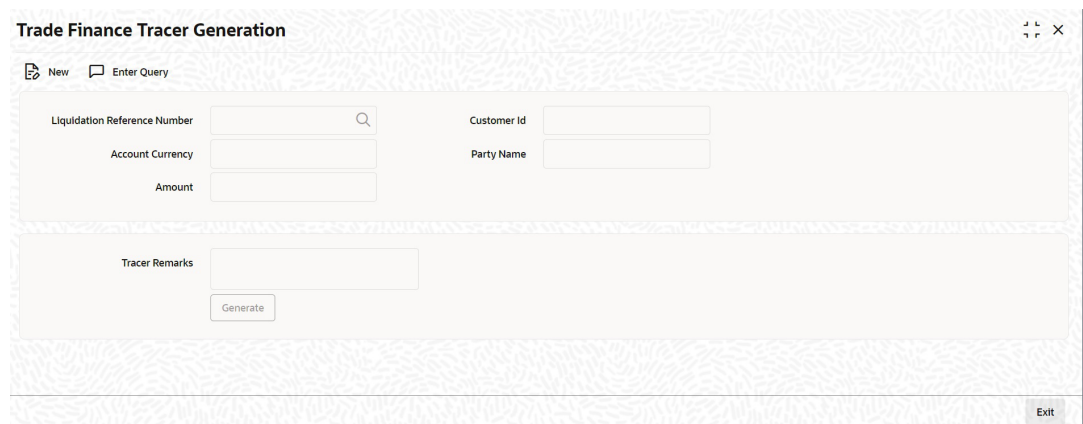 Trade Finance Tracer Generation
New Enter Query
Liquidation Reference Number Customer Id
Account Currency Party Name
Amount
Tracer Remarks
Generate
Exit